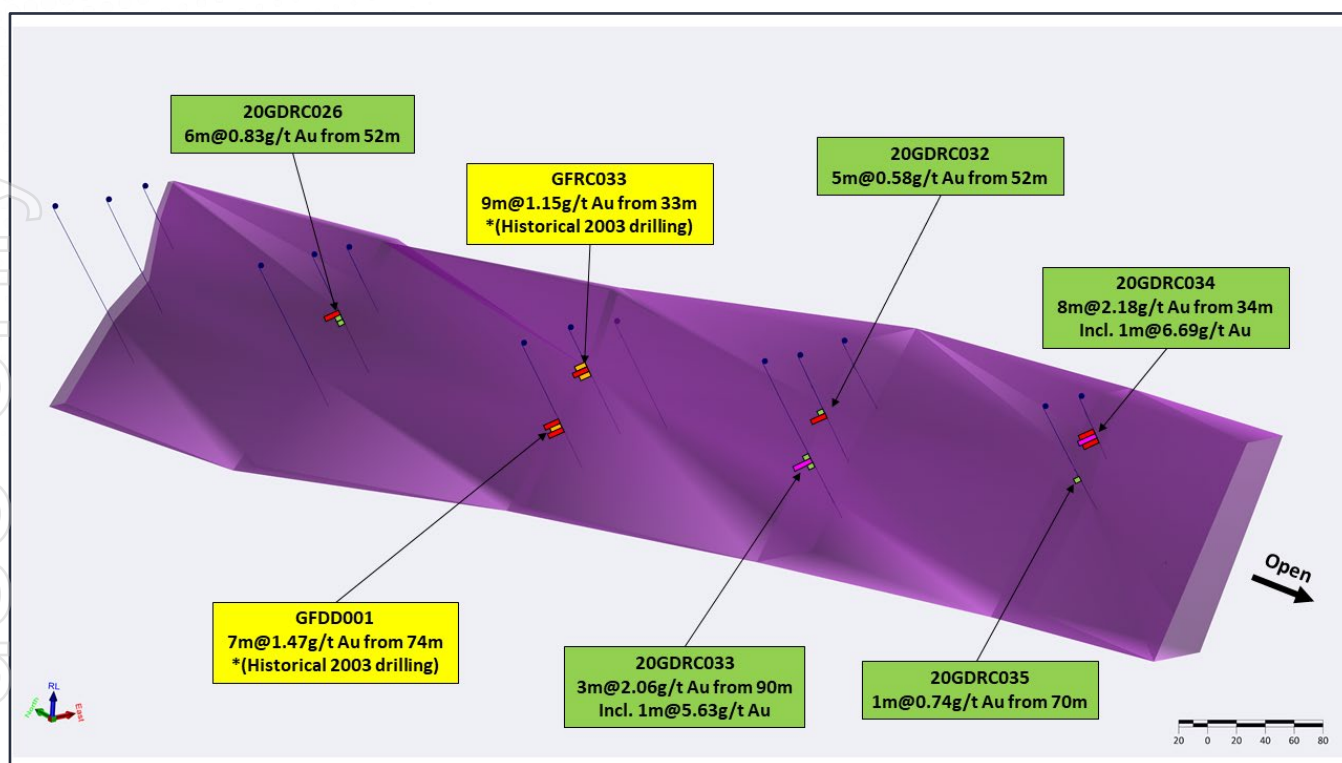 20GDRC026
6m@0.83g/t Au from 52m
GFRC033
9m@1.15g/t Au from 33m
*(Historical 2003 drilling)
20GDRC032
5m@0.58g/t Au from 52m
20GDRC034
8m@2.18g/t Au from 34m
Incl. 1m@6.69g/t Au
Open
GFDD001
7m@1.47g/t Au from 74m
*(Historical 2003 drilling)
20GDRC033
3m@2.06g/t Au from 90m
Incl. 1m@5.63g/t Au
20GDRC035
1m@0.74g/t Au from 70m
RL
North
East
20 0 20 40 60 80